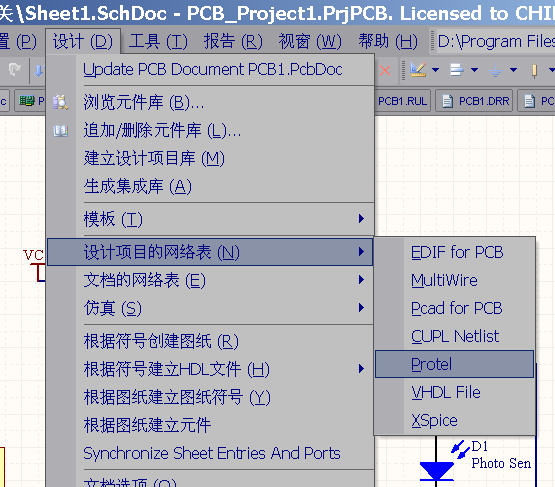 关\Sheet1.SchDoc - PCB_Project1.PrjPCB. Licensed to CHI
置 (P) 设计 (D) 工具 (T) 报告 (R) 视窗 (W) 帮助 (H) D:\Program Files
Update PCB Document PCB1.PcbDoc
c P PCB1.RUL PCB1.DRR P
浏览元件库 (B)...
追加/删除元件库 (L)...
建立设计项目库 (M)
生成集成库 (A)
模板 (T)
设计项目的网络表 (N)
文档的网络表 (E)
仿真 (S)
根据符号创建图纸 (R)
根据符号建立HDL文件 (H)
根据图纸建立图纸符号 (Y)
根据图纸建立元件
Synchronize Sheet Entries And Ports
文档选项 (O)
EDIF for PCB
MultiWire
Pcad for PCB
CUPL Netlist
Protel
VHDL File
XSpice
VC
D1
Photo Sen